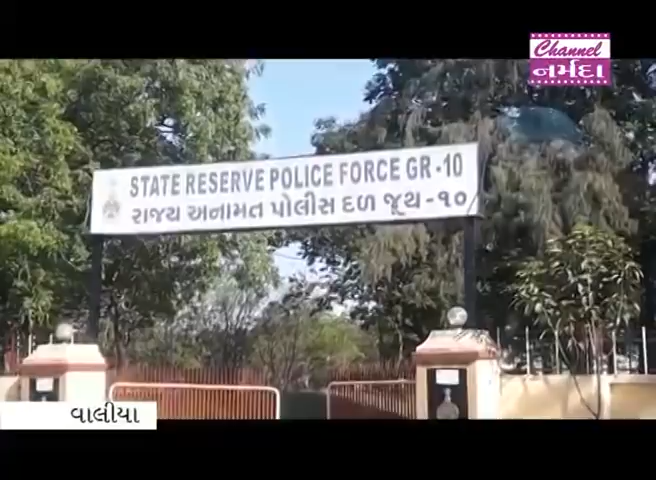 Channel
નર્મદા
STATE RESERVE POLICE FORCE GR-10
રાજ્ય અનામત પોલીસ દળ જૂથ-૧૦
વાલીયા